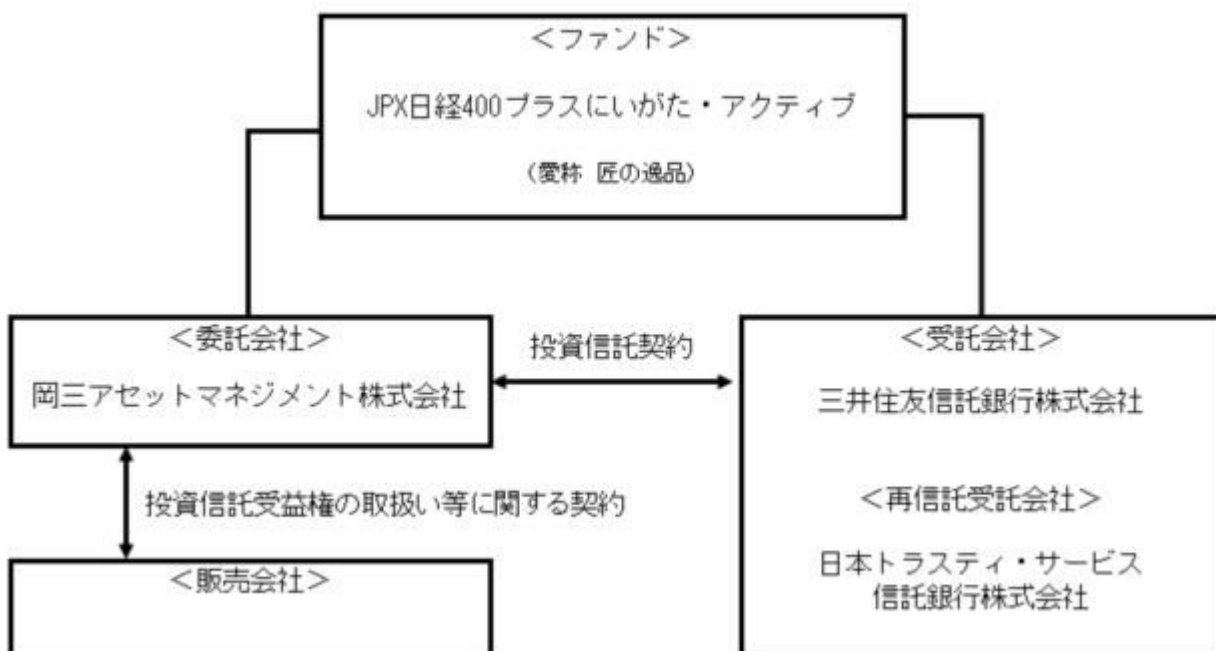 ＜ファンド＞
JPX日経400プラスにいがた・アクティブ
（愛称 匠の逸品）
＜委託会社＞
岡三アセットマネジメント株式会社
投資信託契約
＜受託会社＞
三井住友信託銀行株式会社
＜再信託受託会社＞
日本トラスティ・サービス
信託銀行株式会社
投資信託受益権の取扱い等に関する契約
＜販売会社＞